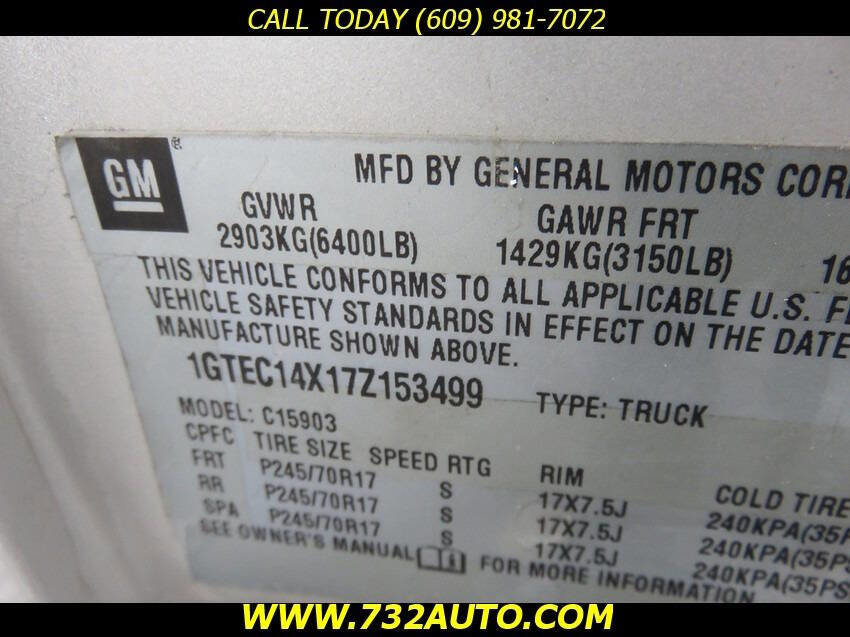 CALL TODAY (609) 981-7072
GM
®
MFD BY GENERAL MOTORS
GVWR
GAWR FRT
2903KG(6400LB)
1429KG(3150LB)
THIS VEHICLE CONFORMS TO ALL APPLICABLE U.S.
VEHICLE SAFETY STANDARDS IN EFFECT ON THE DATE
MANUFACTURE SHOWN ABOVE.
1GTEC14X17Z153499 TYPE: TRUCK
MODEL: C15903
CPFC TIRE SIZE SPEED RTG RIM COLD TIRE
FRT P245/70R17 S 17X7.5J 240KPA(35P
RR P245/70R17 S 17X7.5J 240KPA(35PS
SPA P245/70R17 S 17X7.5J 240KPA(35PS
SEE OWNER'S MANUAL FOR MORE INFORMATION
WWW.732AUTO.COM